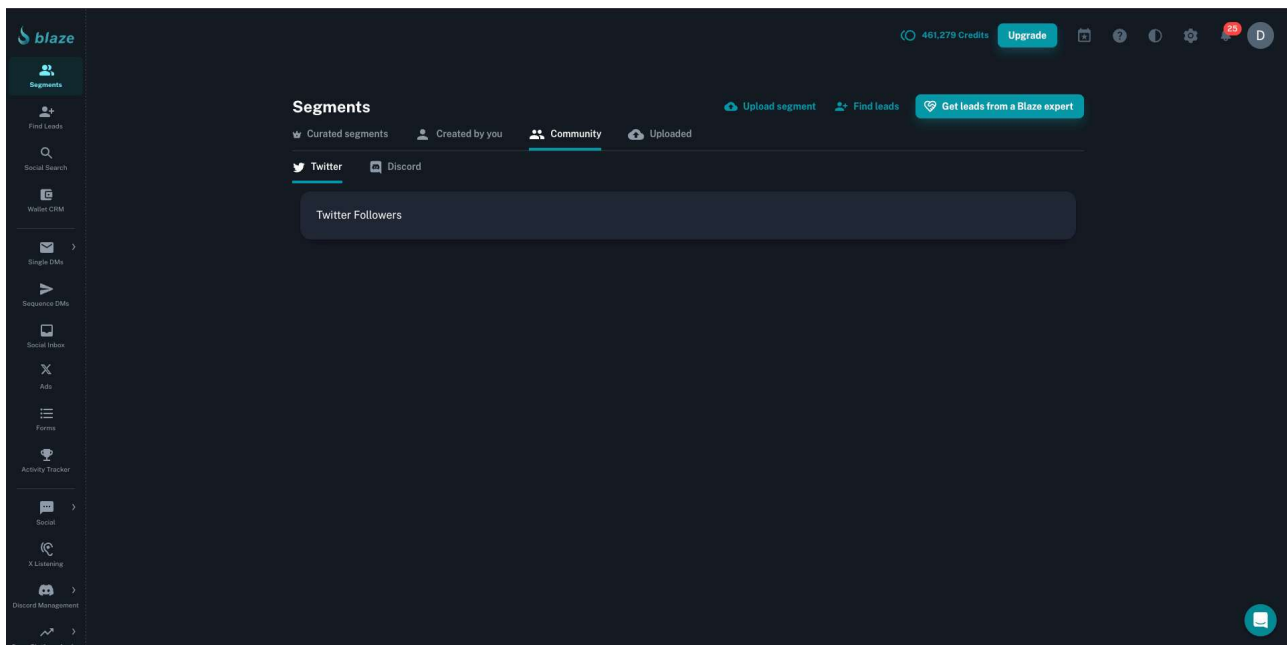 blaze
461,279 Credits
Upgrade
25
D
Segments
Find Leads
Social Search
Wallet CRM
Single DMs
Sequence DMs
Social Inbox
Ads
Forms
Activity Tracker
Social
X Listening
Discord Management
Segments
Upload segment
Find leads
Get leads from a Blaze expert
Curated segments
Created by you
Community
Uploaded
Twitter
Discord
Twitter Followers